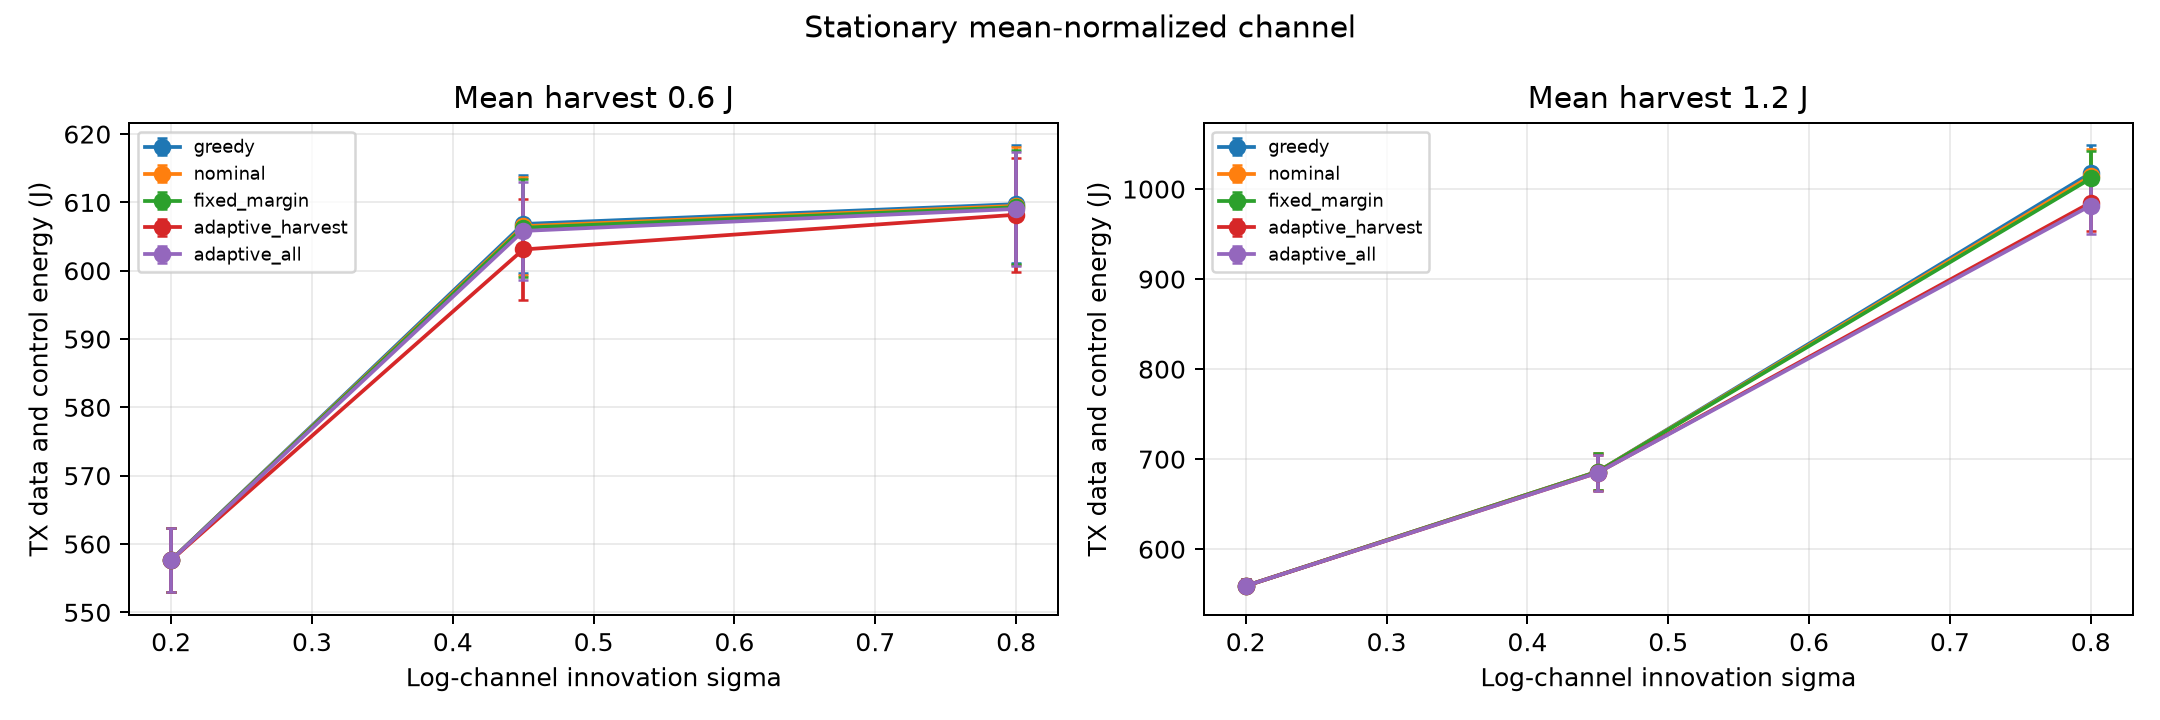 Stationary mean-normalized channel
Mean harvest 0.6 J
TX data and control energy (J)
620
610
600
590
580
570
560
550
greedy
nominal
fixed_margin
adaptive_harvest
adaptive_all
0.2 0.3 0.4 0.5 0.6 0.7 0.8
Log-channel innovation sigma
Mean harvest 1.2 J
TX data and control energy (J)
1000
900
800
700
600
greedy
nominal
fixed_margin
adaptive_harvest
adaptive_all
0.2 0.3 0.4 0.5 0.6 0.7 0.8
Log-channel innovation sigma